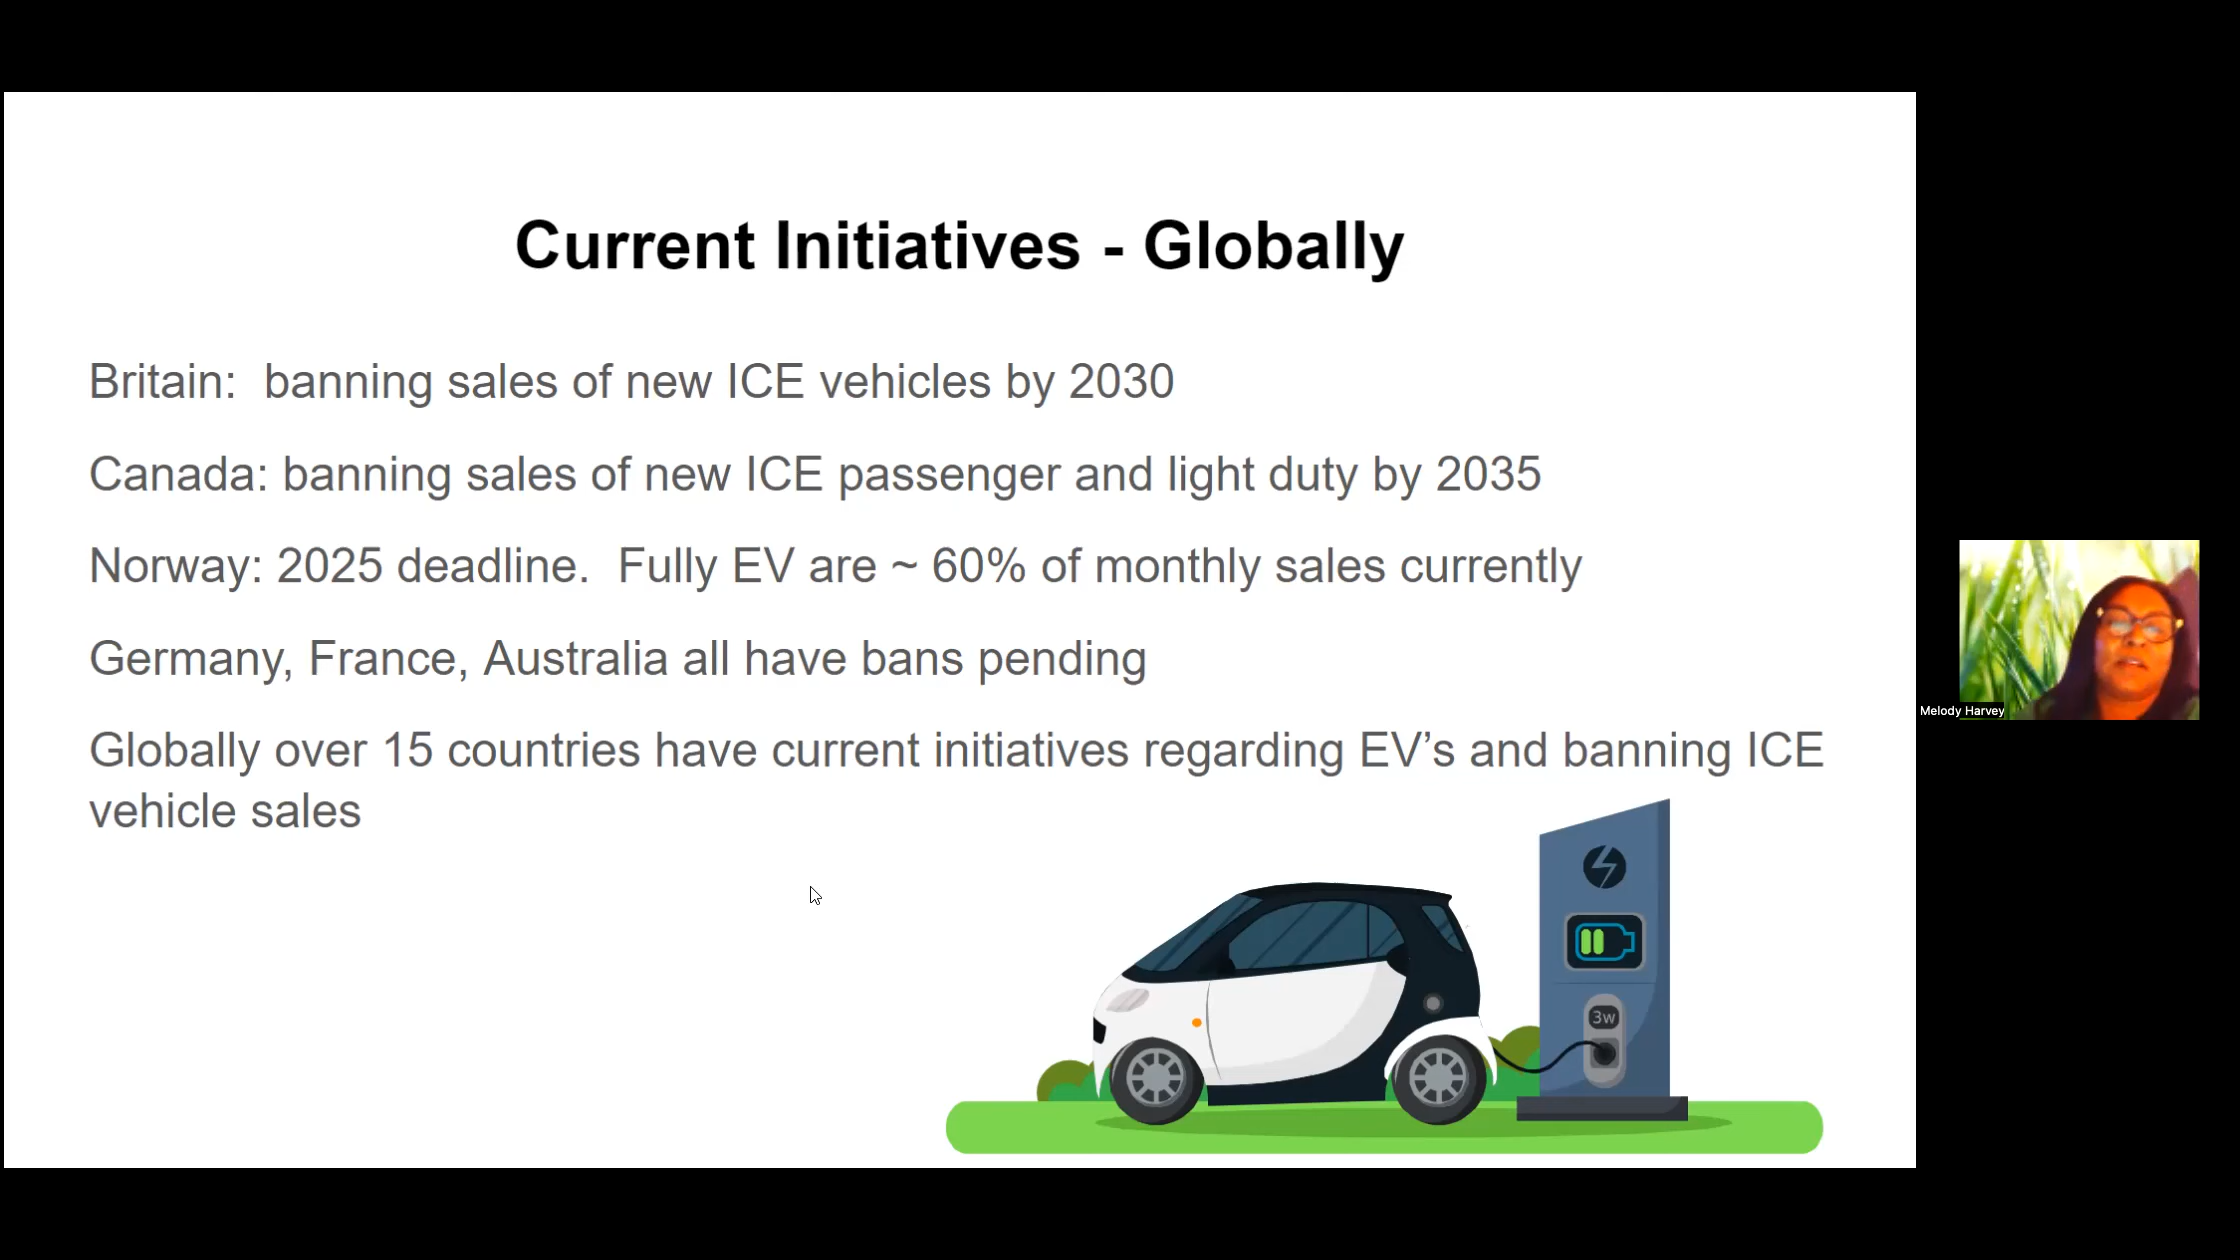 Current Initiatives - Globally
Britain:  banning sales of new ICE vehicles by 2030
Canada: banning sales of new ICE passenger and light duty by 2035
Norway: 2025 deadline.  Fully EV are ~ 60% of monthly sales currently
Germany, France, Australia all have bans pending
Globally over 15 countries have current initiatives regarding EV’s and banning ICE
vehicle sales
3w
Melody Harvey